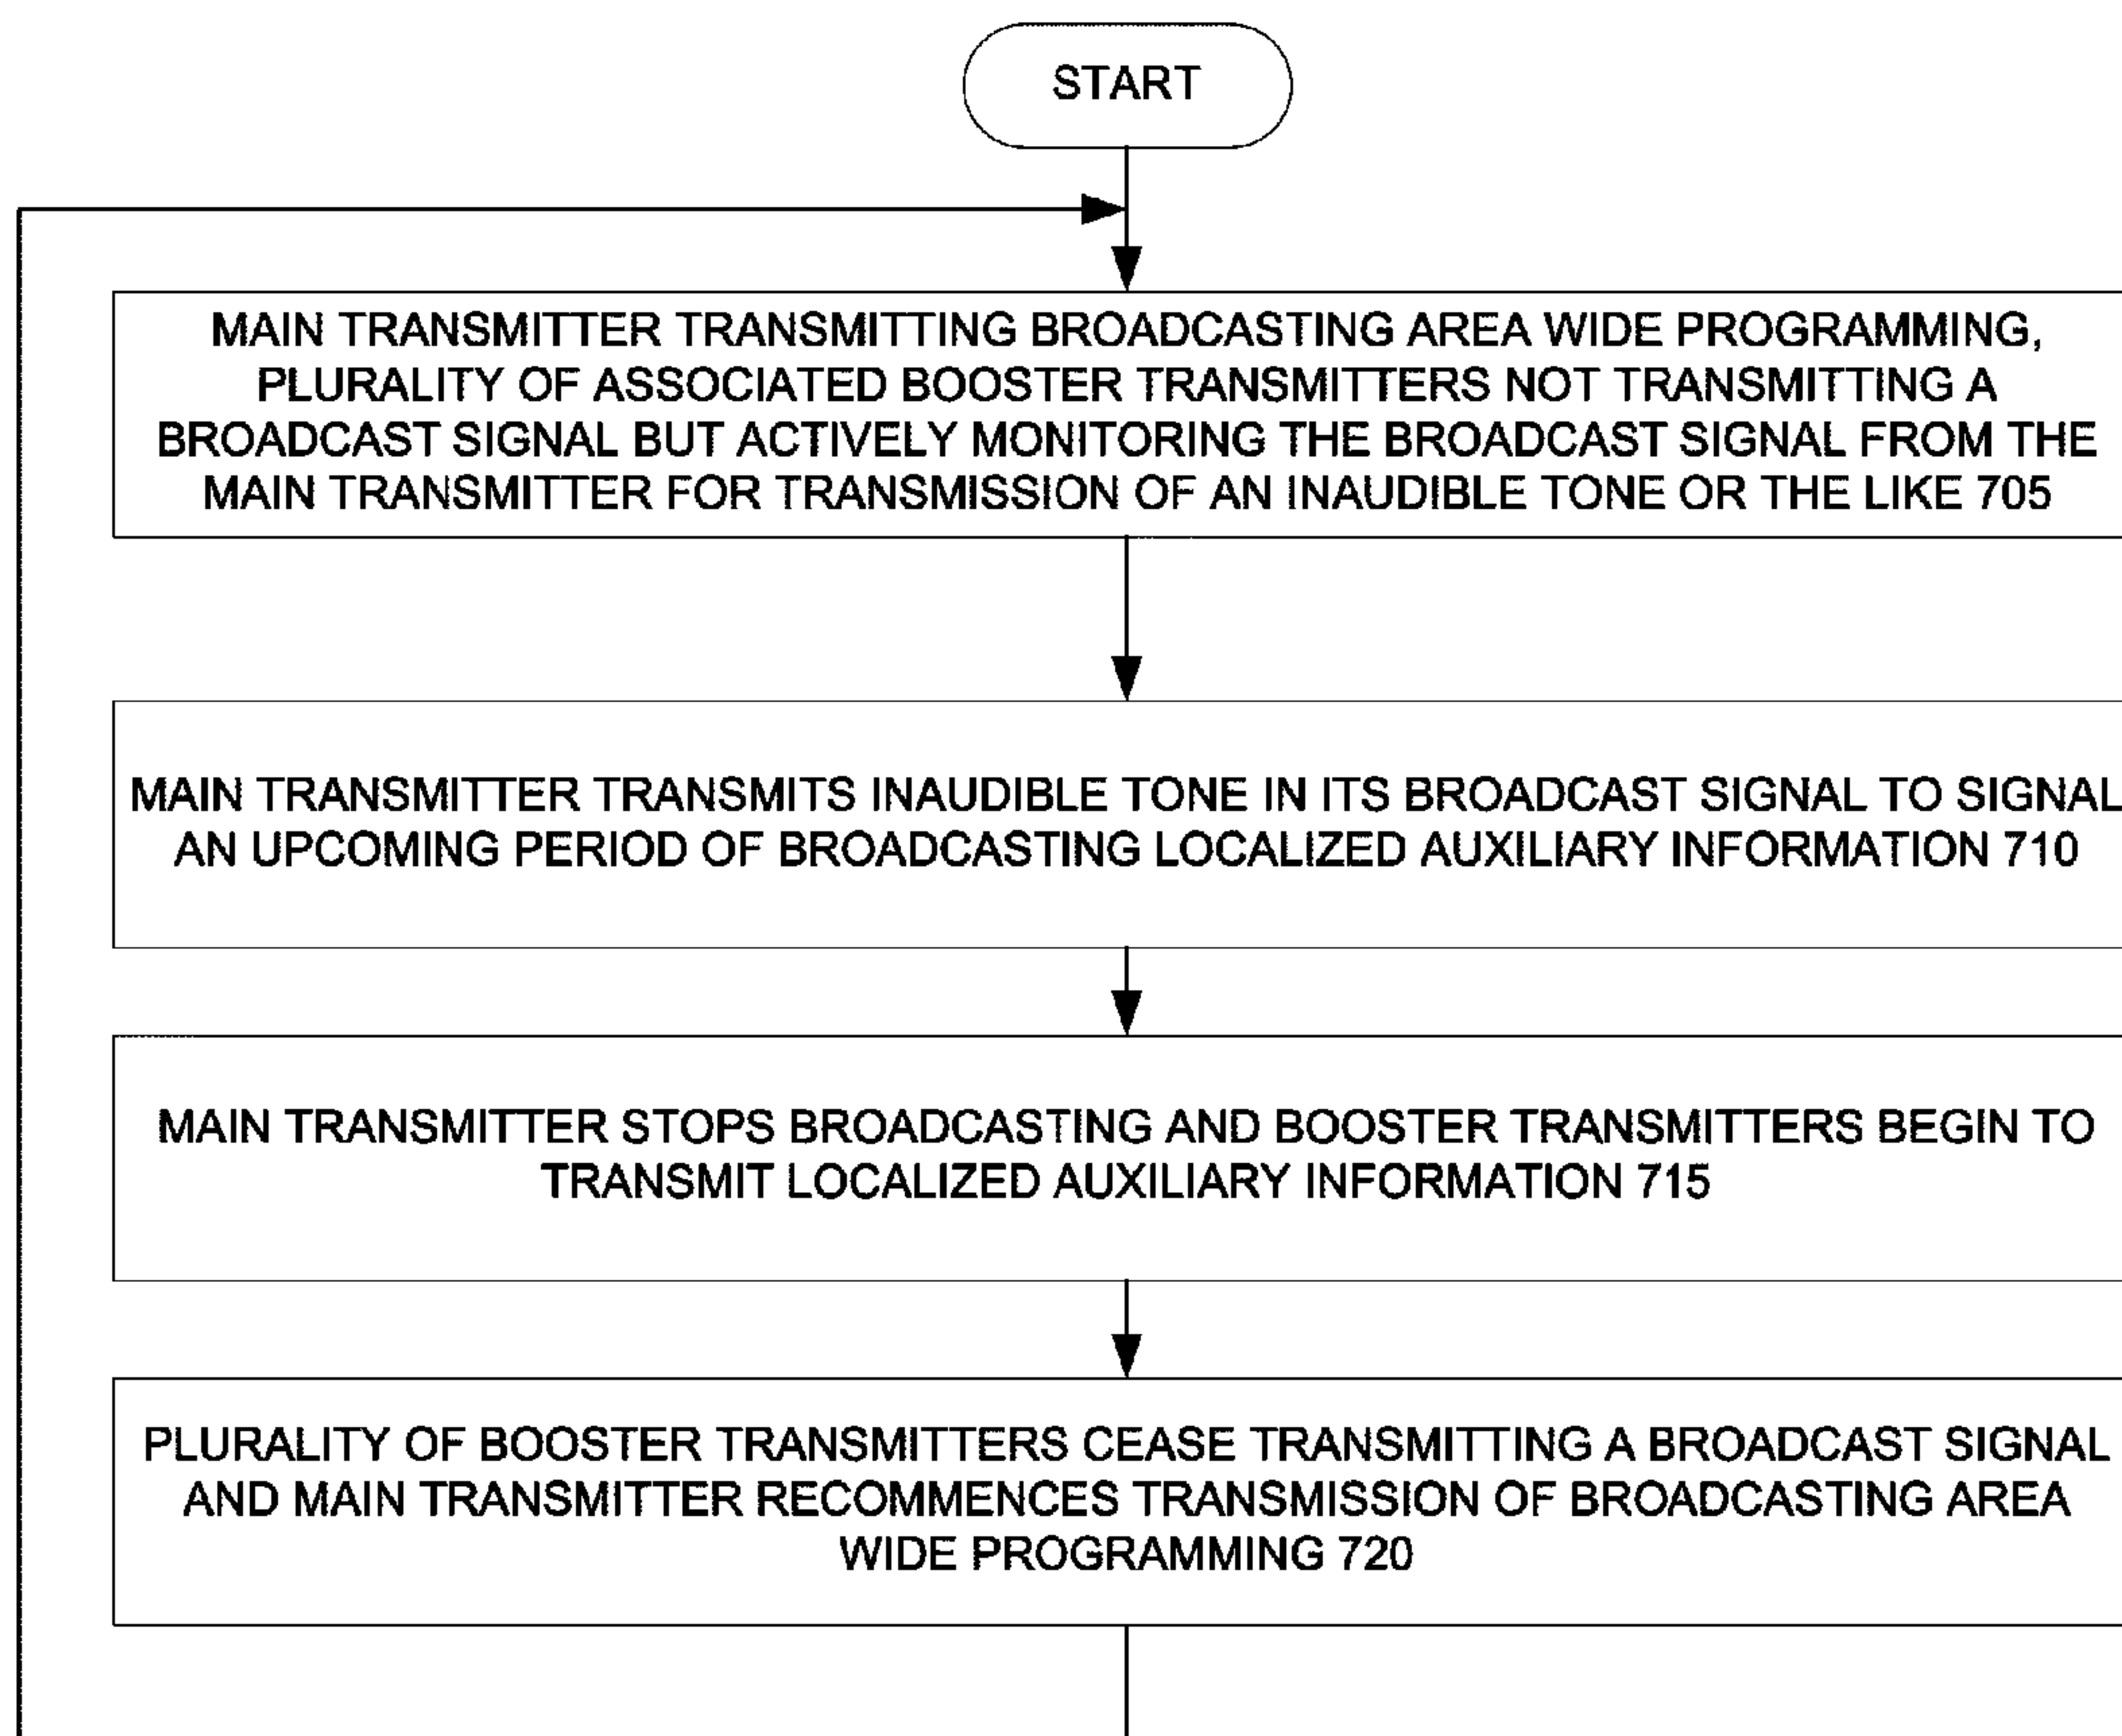 START
MAIN TRANSMITTER TRANSMITTING BROADCASTING AREA WIDE PROGRAMMING,
PLURALITY OF ASSOCIATED BOOSTER TRANSMITTERS NOT TRANSMITTING A
BROADCAST SIGNAL BUT ACTIVELY MONITORING THE BROADCAST SIGNAL FROM THE
MAIN TRANSMITTER FOR TRANSMISSION OF AN INAUDIBLE TONE OR THE LIKE 705
MAIN TRANSMITTER TRANSMITS INAUDIBLE TONE IN ITS BROADCAST SIGNAL TO SIGNAL
AN UPCOMING PERIOD OF BROADCASTING LOCALIZED AUXILIARY INFORMATION 710
MAIN TRANSMITTER STOPS BROADCASTING AND BOOSTER TRANSMITTERS BEGIN TO
TRANSMIT LOCALIZED AUXILIARY INFORMATION 715
PLURALITY OF BOOSTER TRANSMITTERS CEASE TRANSMITTING A BROADCAST SIGNAL
AND MAIN TRANSMITTER RECOMMENCES TRANSMISSION OF BROADCASTING AREA
WIDE PROGRAMMING 720